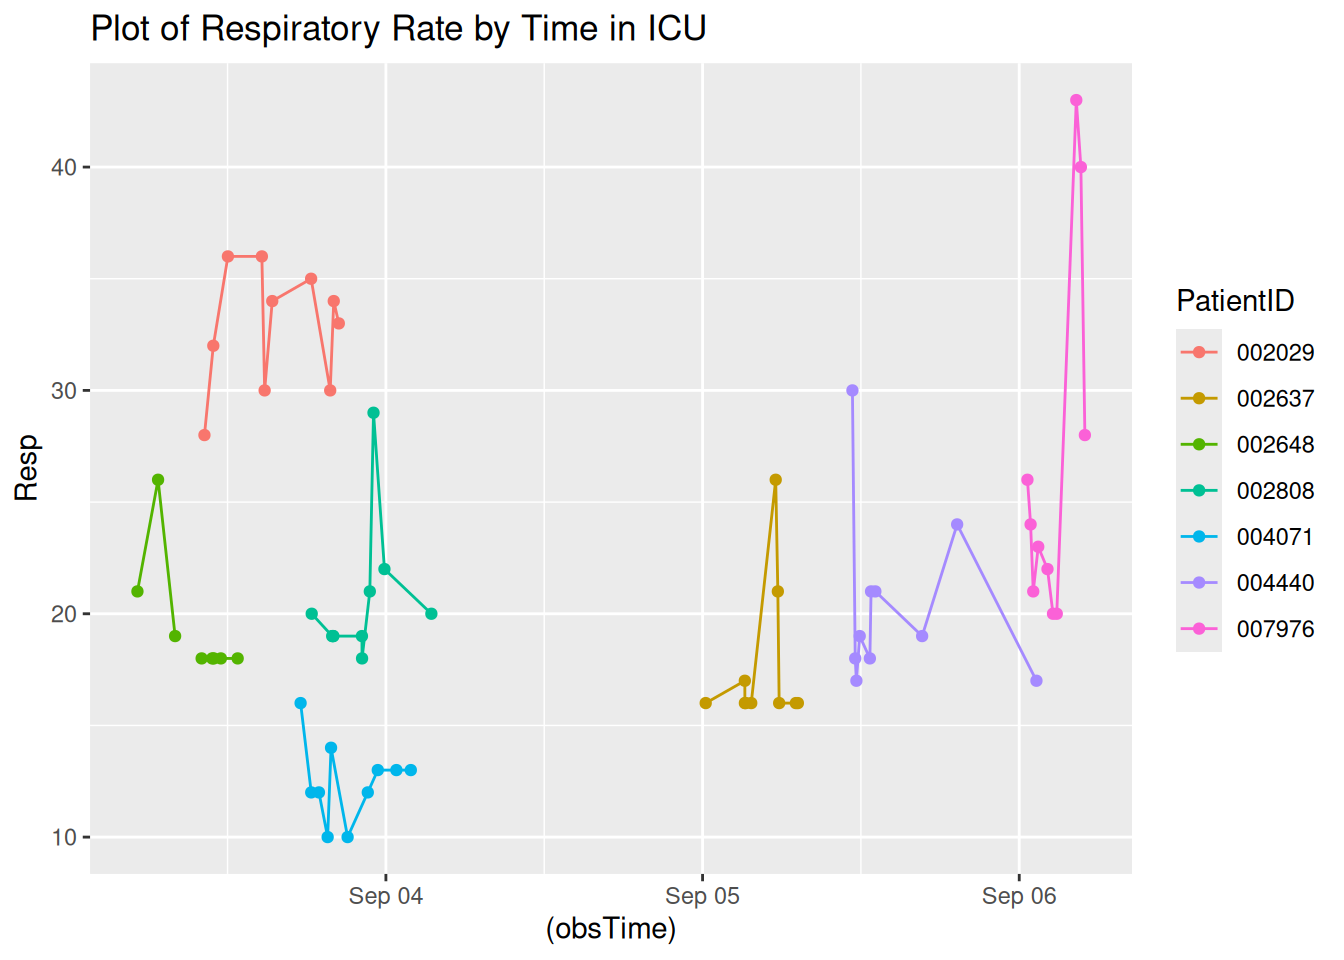 Plot of Respiratory Rate by Time in ICU
Resp
40
30
20
10
Sep 04
Sep 05
Sep 06
(obsTime)
PatientID
002029
002637
002648
002808
004071
004440
007976